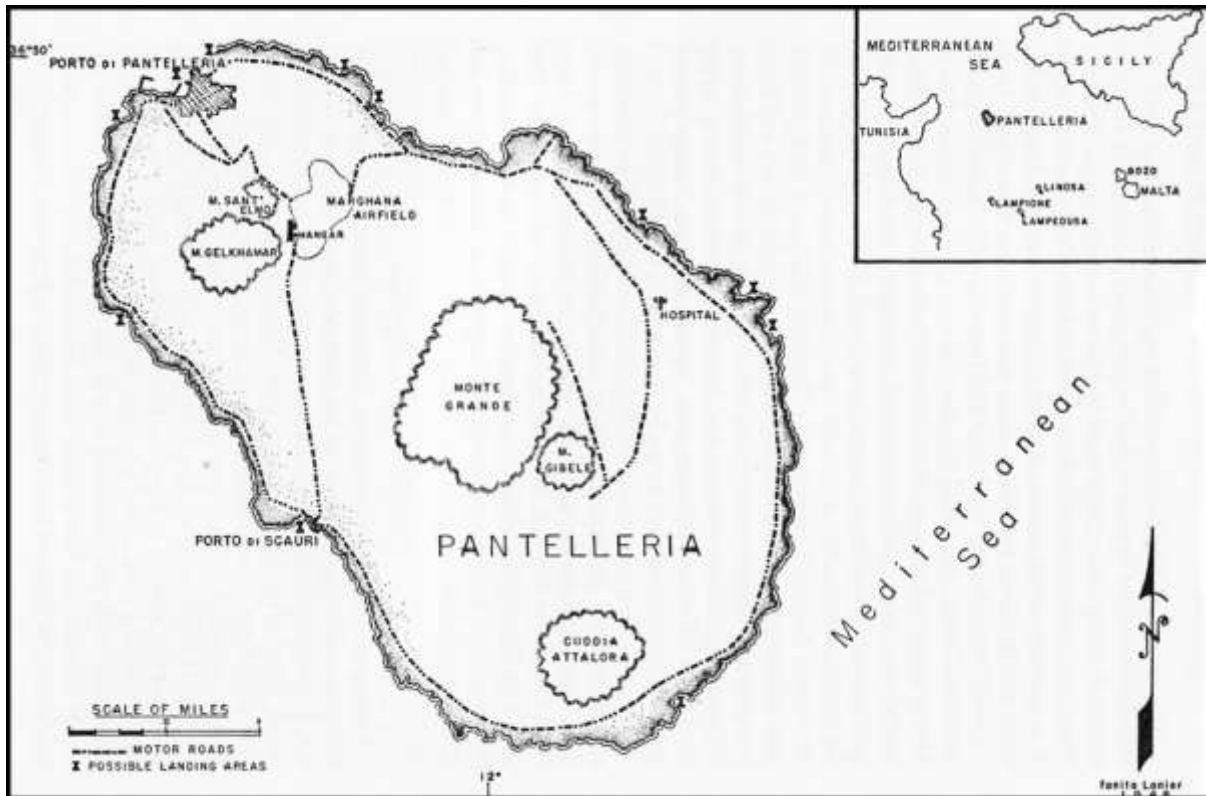 36°50'
PORTO DI PANTELLERIA
M. SANT'
ELMO
MARGHANA
AIRFIELD
HANGAR
M. GELKHAMAR
HOSPITAL
MONTE
GRANDE
M.
GIBELE
PORTO di SCAURI
PANTELLERIA
CUDDIA
ATTALORA
12°
SCALE OF MILES
MOTOR ROADS
POSSIBLE LANDING AREAS
MEDITERRANEAN
SEA
SICILY
TUNISIA
PANTELLERIA
LINOSA
LAMPIONE
LAMPEDUSA
GOZO
MALTA
Mediterranean
Sea
N
Tanita Lanier